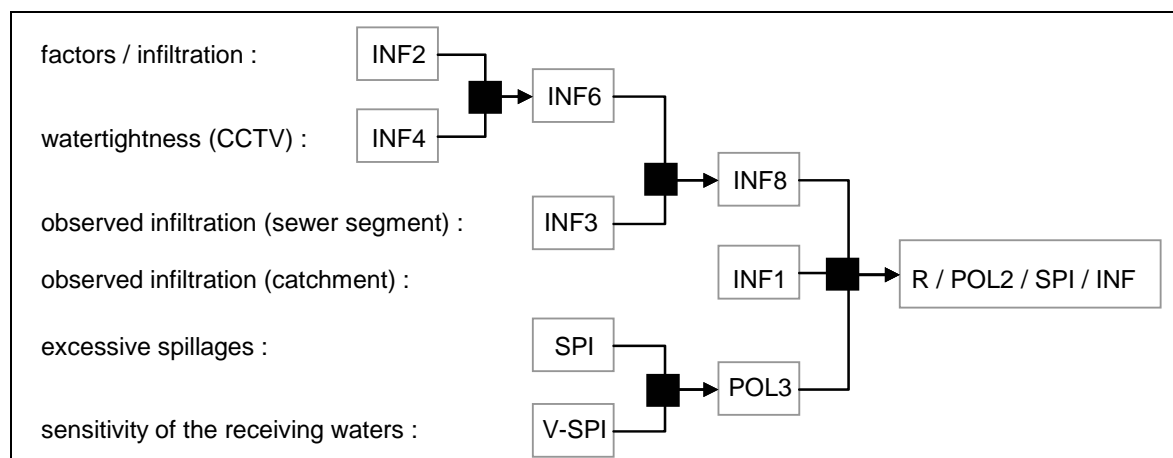 factors / infiltration :
INF2
INF6
watertightness (CCTV) :
INF4
INF8
observed infiltration (sewer segment) :
INF3
observed infiltration (catchment) :
INF1
R / POL2 / SPI / INF
excessive spillages :
SPI
POL3
sensitivity of the receiving waters :
V-SPI